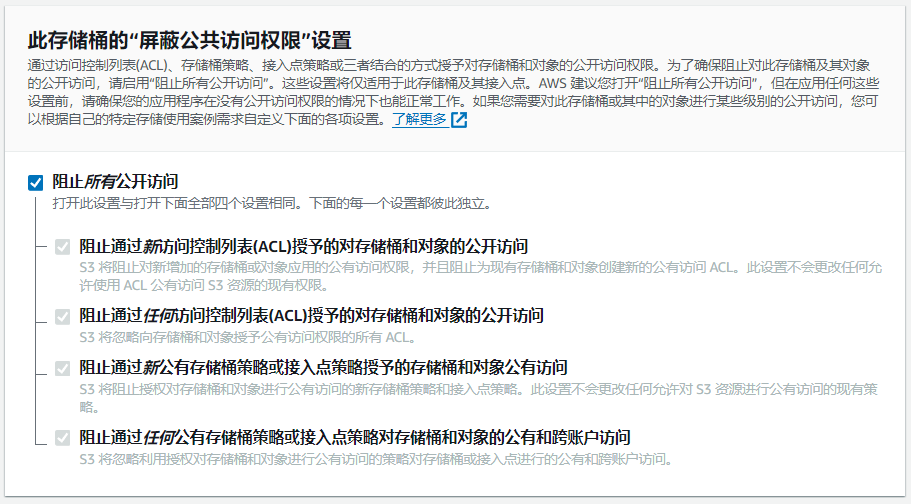 此存储桶的“屏蔽公共访问权限”设置
通过访问控制列表(ACL)、存储桶策略、接入点策略或三者结合的方式授予对存储桶和对象的公开访问权限。为了确保阻止对此存储桶及其对象
的公开访问，请启用“阻止所有公开访问”。这些设置将仅适用于此存储桶及其接入点。AWS 建议您打开“阻止所有公开访问”，但在应用任何这些
设置前，请确保您的应用程序在没有公开访问权限的情况下也能正常工作。如果您需要对此存储桶或其中的对象进行某些级别的公开访问，您可
以根据自己的特定存储使用案例需求自定义下面的各项设置。了解更多
阻止所有公开访问
打开此设置与打开下面全部四个设置相同。下面的每一个设置都彼此独立。
阻止通过新访问控制列表(ACL)授予的对存储桶和对象的公开访问
S3 将阻止对新增加的存储桶或对象应用的公有访问权限，并且阻止为现有存储桶和对象创建新的公有访问 ACL。此设置不会更改任何允
许使用 ACL 公有访问 S3 资源的现有权限。
阻止通过任何访问控制列表(ACL)授予的对存储桶和对象的公开访问
S3 将忽略向存储桶和对象授予公有访问权限的所有 ACL。
阻止通过新公有存储桶策略或接入点策略授予的存储桶和对象公有访问
S3 将阻止授权对存储桶和对象进行公有访问的新存储桶策略和接入点策略。此设置不会更改任何允许对 S3 资源进行公有访问的现有策
略。
阻止通过任何公有存储桶策略或接入点策略对存储桶和对象的公有和跨账户访问
S3 将忽略利用授权对存储桶和对象进行公有访问的策略对存储桶或接入点进行的公有和跨账户访问。